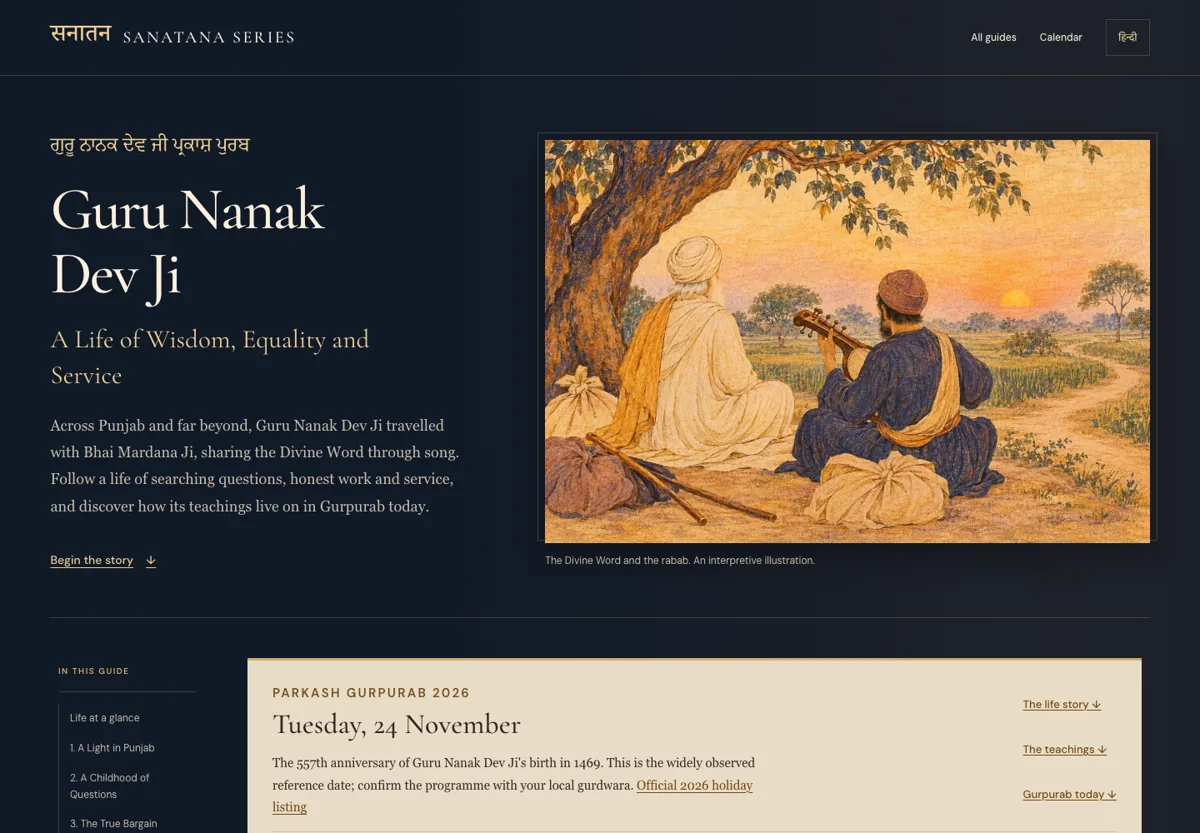 सनातन SANATANA SERIES
All guides
Calendar
हिन्दी
ਗੁਰੂ ਨਾਨਕ ਦੇਵ ਜੀ ਪ੍ਰਕਾਸ਼ ਪੁਰਬ
Guru Nanak
Dev Ji
A Life of Wisdom, Equality and
Service
Across Punjab and far beyond, Guru Nanak Dev Ji travelled
with Bhai Mardana Ji, sharing the Divine Word through song.
Follow a life of searching questions, honest work and service,
and discover how its teachings live on in Gurpurab today.
Begin the story ↓
The Divine Word and the rabab. An interpretive illustration.
IN THIS GUIDE
Life at a glance
1. A Light in Punjab
2. A Childhood of
Questions
3. The True Bargain
PARKASH GURPURAB 2026
Tuesday, 24 November
The 557th anniversary of Guru Nanak Dev Ji's birth in 1469. This is the widely observed
reference date; confirm the programme with your local gurdwara. Official 2026 holiday
listing
The life story ↓
The teachings ↓
Gurpurab today ↓